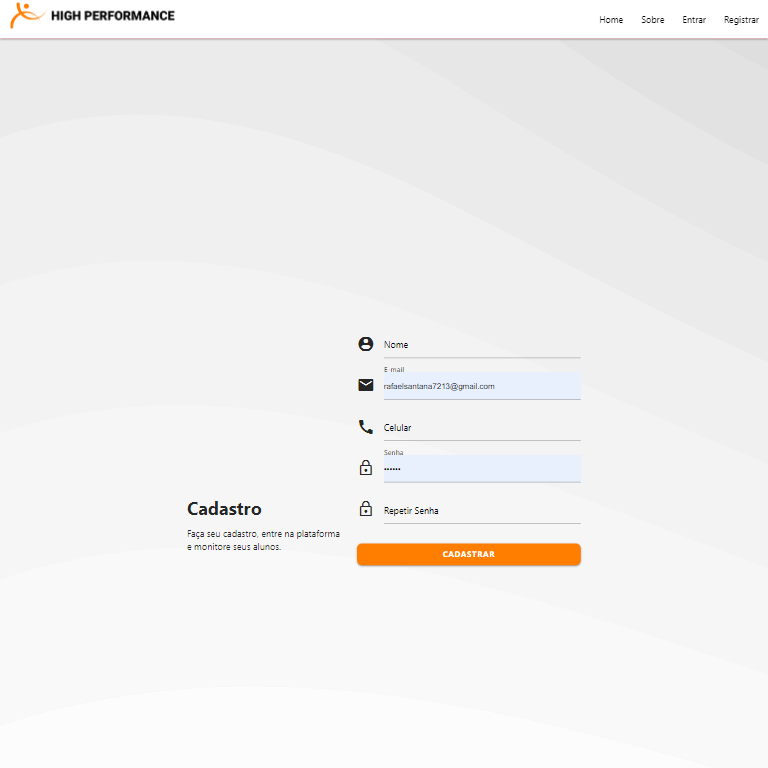 HIGH PERFORMANCE
Home Sobre Entrar Registrar
Nome
E-mail
rafaelsantana7213@gmail.com
Celular
Senha
••••••
Repetir Senha
Cadastro
Faça seu cadastro, entre na plataforma
e monitore seus alunos.
CADASTRAR